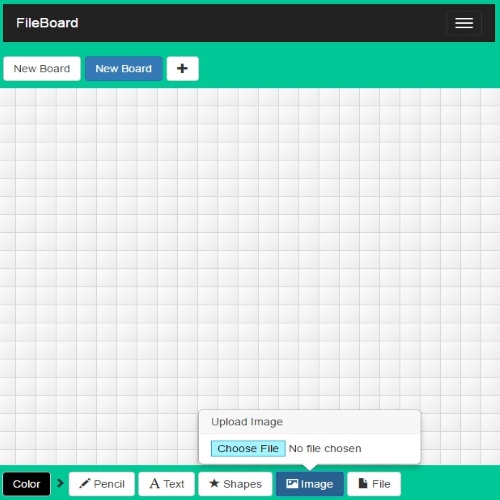 FileBoard
New Board New Board
Upload Image
Choose File No file chosen
Color Pencil A Text Shapes Image File